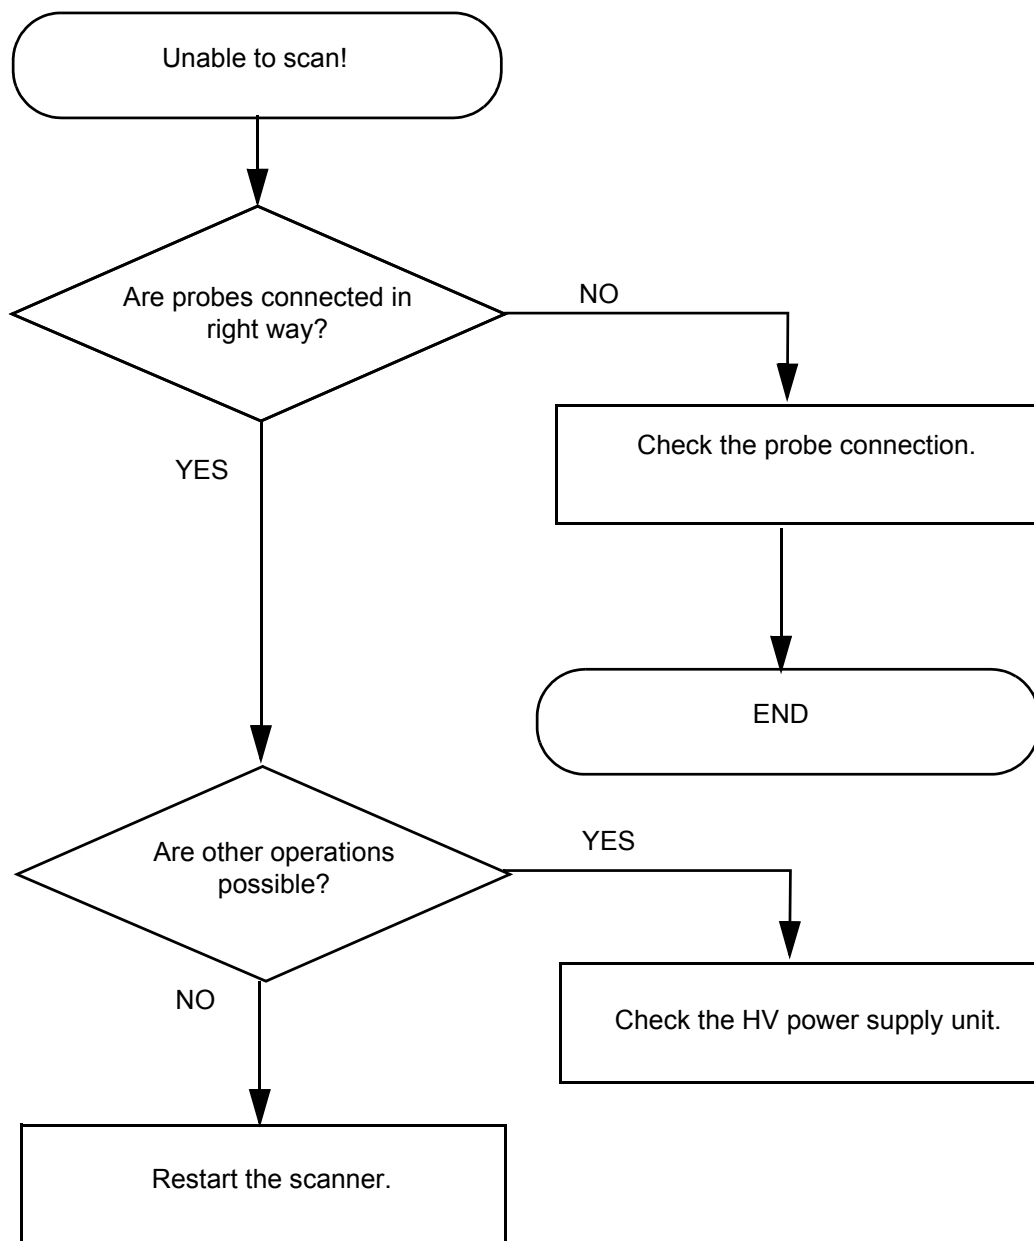 Unable to scan!
Are probes connected in
right way?
NO
YES
Check the probe connection.
END
Are other operations
possible?
YES
NO
Check the HV power supply unit.
Restart the scanner.